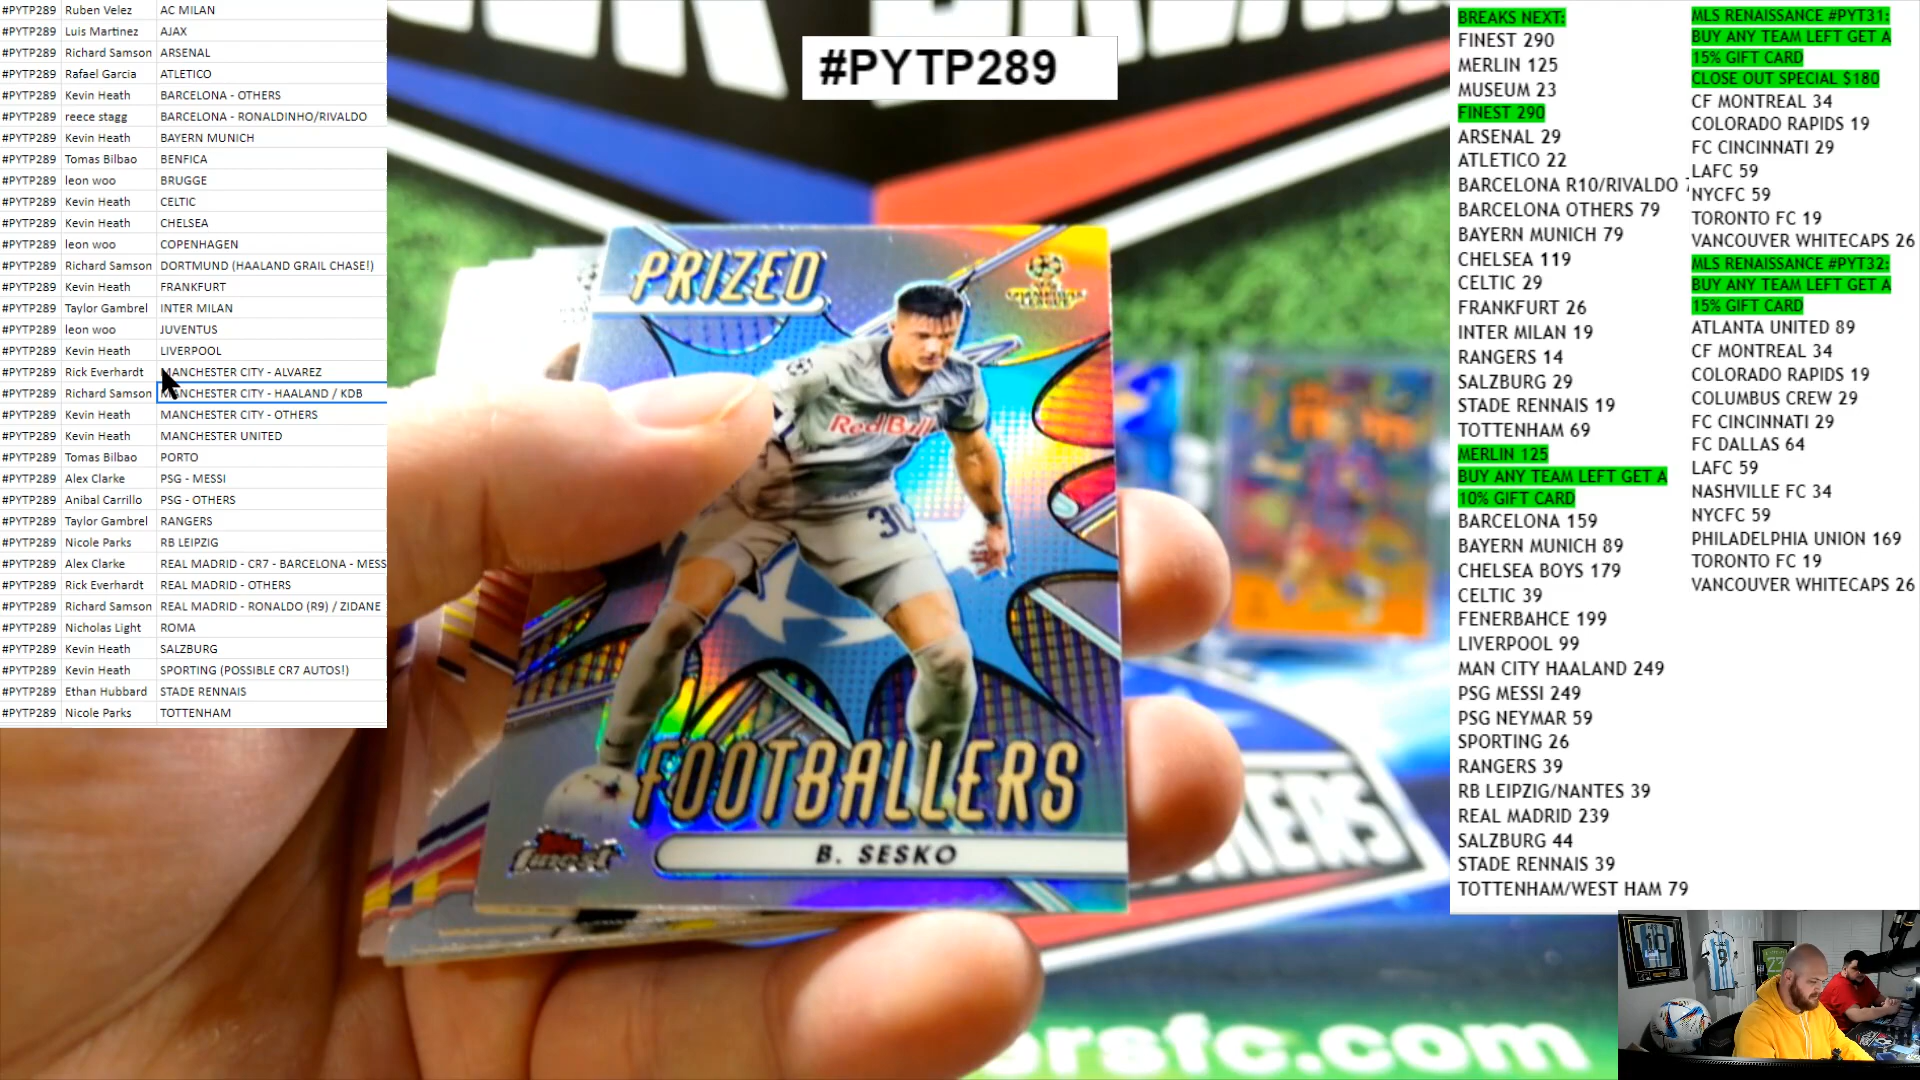 #PYTP289 Ruben Velez AC MILAN
#PYTP289 Luis Martinez AJAX
#PYTP289 Richard Samson ARSENAL
#PYTP289 Rafael Garcia ATLETICO
#PYTP289 Kevin Heath BARCELONA - OTHERS
#PYTP289 reece stagg BARCELONA - RONALDINHO/RIVALDO
#PYTP289 Kevin Heath BAYERN MUNICH
#PYTP289 Tomas Bilbao BENFICA
#PYTP289 leon woo BRUGGE
#PYTP289 Kevin Heath CELTIC
#PYTP289 Kevin Heath CHELSEA
#PYTP289 leon woo COPENHAGEN
#PYTP289 Richard Samson DORTMUND (HAALAND GRAIL CHASE!)
#PYTP289 Kevin Heath FRANKFURT
#PYTP289 Taylor Gambrel INTER MILAN
#PYTP289 leon woo JUVENTUS
#PYTP289 Kevin Heath LIVERPOOL
#PYTP289 Rick Everhardt MANCHESTER CITY - ALVAREZ
#PYTP289 Richard Samson MANCHESTER CITY - HAALAND / KDB
#PYTP289 Kevin Heath MANCHESTER CITY - OTHERS
#PYTP289 Kevin Heath MANCHESTER UNITED
#PYTP289 Tomas Bilbao PORTO
#PYTP289 Alex Clarke PSG - MESSI
#PYTP289 Anibal Carrillo PSG - OTHERS
#PYTP289 Taylor Gambrel RANGERS
#PYTP289 Nicole Parks RB LEIPZIG
#PYTP289 Alex Clarke REAL MADRID - CR7 - BARCELONA - MESS
#PYTP289 Rick Everhardt REAL MADRID - OTHERS
#PYTP289 Richard Samson REAL MADRID - RONALDO (R9) / ZIDANE
#PYTP289 Nicholas Light ROMA
#PYTP289 Kevin Heath SALZBURG
#PYTP289 Kevin Heath SPORTING (POSSIBLE CR7 AUTOS!)
#PYTP289 Ethan Hubbard STADE RENNAIS
#PYTP289 Nicole Parks TOTTENHAM
#PYTP289
PRIZED
CHAMPIONS
LEAGUE
Red Bull
30
FOOTBALLERS
Finest
B. SESKO
ersfc.com
BREAKS NEXT:
FINEST 290
MERLIN 125
MUSEUM 23
FINEST 290
ARSENAL 29
ATLETICO 22
BARCELONA R10/RIVALDO
BARCELONA OTHERS 79
BAYERN MUNICH 79
CHELSEA 119
CELTIC 29
FRANKFURT 26
INTER MILAN 19
RANGERS 14
SALZBURG 29
STADE RENNAIS 19
TOTTENHAM 69
MERLIN 125
BUY ANY TEAM LEFT GET A
10% GIFT CARD
BARCELONA 159
BAYERN MUNICH 89
CHELSEA BOYS 179
CELTIC 39
FENERBAHCE 199
LIVERPOOL 99
MAN CITY HAALAND 249
PSG MESSI 249
PSG NEYMAR 59
SPORTING 26
RANGERS 39
RB LEIPZIG/NANTES 39
REAL MADRID 239
SALZBURG 44
STADE RENNAIS 39
TOTTENHAM/WEST HAM 79
MLS RENAISSANCE #PYT31:
BUY ANY TEAM LEFT GET A
15% GIFT CARD
CLOSE OUT SPECIAL $180
CF MONTREAL 34
COLORADO RAPIDS 19
FC CINCINNATI 29
LAFC 59
NYCFC 59
TORONTO FC 19
VANCOUVER WHITECAPS 26
MLS RENAISSANCE #PYT32:
BUY ANY TEAM LEFT GET A
15% GIFT CARD
ATLANTA UNITED 89
CF MONTREAL 34
COLORADO RAPIDS 19
COLUMBUS CREW 29
FC CINCINNATI 29
FC DALLAS 64
LAFC 59
NASHVILLE FC 34
NYCFC 59
PHILADELPHIA UNION 169
TORONTO FC 19
VANCOUVER WHITECAPS 26